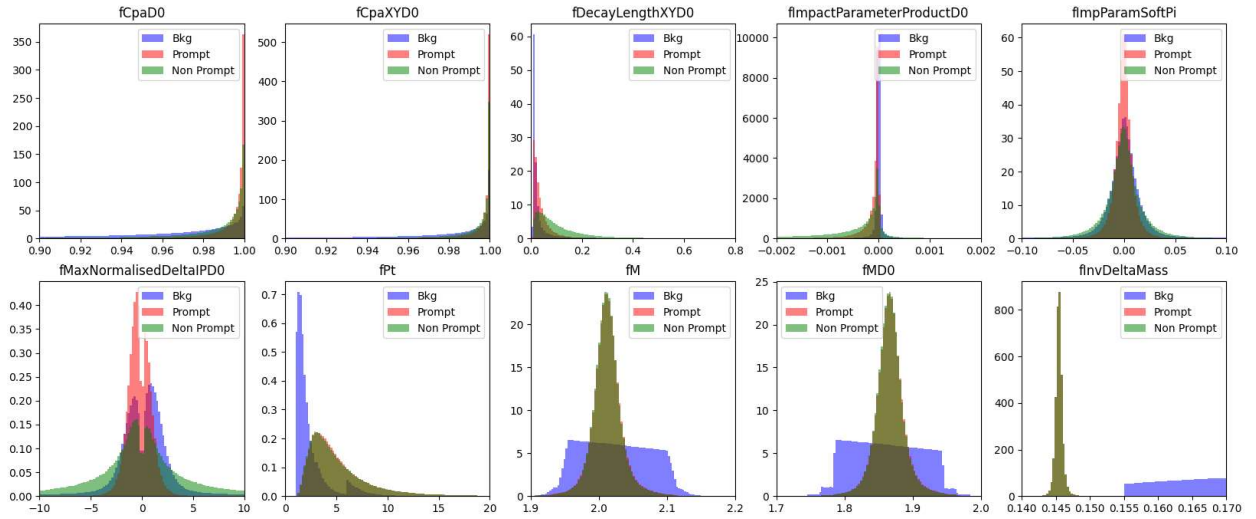 fCpaD0
350
300
250
200
150
100
50
0
0.90 0.92 0.94 0.96 0.98 1.00
Bkg
Prompt
Non Prompt
fCpaXYD0
500
400
300
200
100
0
0.90 0.92 0.94 0.96 0.98 1.00
Bkg
Prompt
Non Prompt
fDecayLengthXYD0
60
50
40
30
20
10
0
0.0 0.2 0.4 0.6 0.8
Bkg
Prompt
Non Prompt
fImpactParameterProductD0
10000
8000
6000
4000
2000
0
−0.002 −0.001 0.000 0.001 0.002
Bkg
Prompt
Non Prompt
fImpParamSoftPi
60
50
40
30
20
10
0
−0.10 −0.05 0.00 0.05 0.10
Bkg
Prompt
Non Prompt
fMaxNormalisedDeltaIPD0
0.40
0.35
0.30
0.25
0.20
0.15
0.10
0.05
0.00
−10 −5 0 5 10
Bkg
Prompt
Non Prompt
fPt
0.7
0.6
0.5
0.4
0.3
0.2
0.1
0.0
0 5 10 15 20
Bkg
Prompt
Non Prompt
fM
20
15
10
5
0
1.9 2.0 2.1 2.2
Bkg
Prompt
Non Prompt
fMD0
25
20
15
10
5
0
1.7 1.8 1.9 2.0
Bkg
Prompt
Non Prompt
fInvDeltaMass
800
600
400
200
0
0.140 0.145 0.150 0.155 0.160 0.165 0.170
Bkg
Prompt
Non Prompt